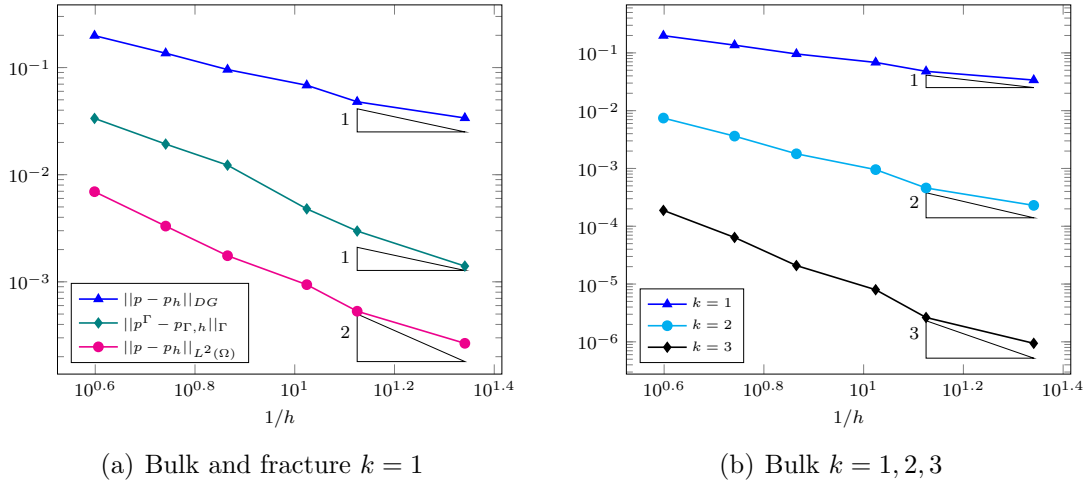 10^{-1}
10^{-2}
10^{-3}
1
1
2
||p − p_h||_{DG}
||p^Γ − p_{Γ,h}||_Γ
||p − p_h||_{L^2(Ω)}
10^{0.6} 10^{0.8} 10^1 10^{1.2} 10^{1.4}
1/h
(a) Bulk and fracture k = 1
10^{-1}
10^{-2}
10^{-3}
10^{-4}
10^{-5}
10^{-6}
1
2
3
k = 1
k = 2
k = 3
10^{0.6} 10^{0.8} 10^1 10^{1.2} 10^{1.4}
1/h
(b) Bulk k = 1, 2, 3